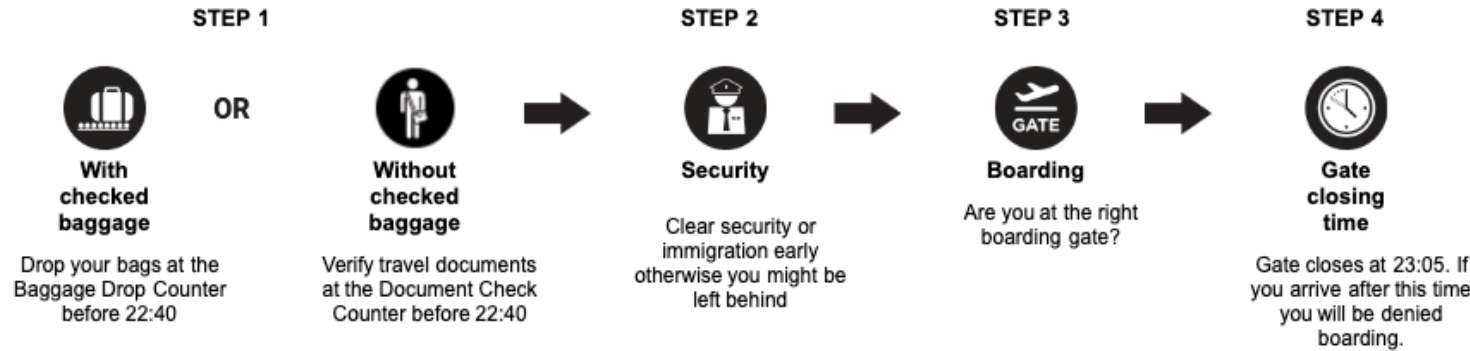 STEP 1
With
checked
baggage
Drop your bags at the
Baggage Drop Counter
before 22:40
OR
Without
checked
baggage
Verify travel documents
at the Document Check
Counter before 22:40
STEP 2
Security
Clear security or
immigration early
otherwise you might be
left behind
STEP 3
GATE
Boarding
Are you at the right
boarding gate?
STEP 4
Gate
closing
time
Gate closes at 23:05. If
you arrive after this time
you will be denied
boarding.